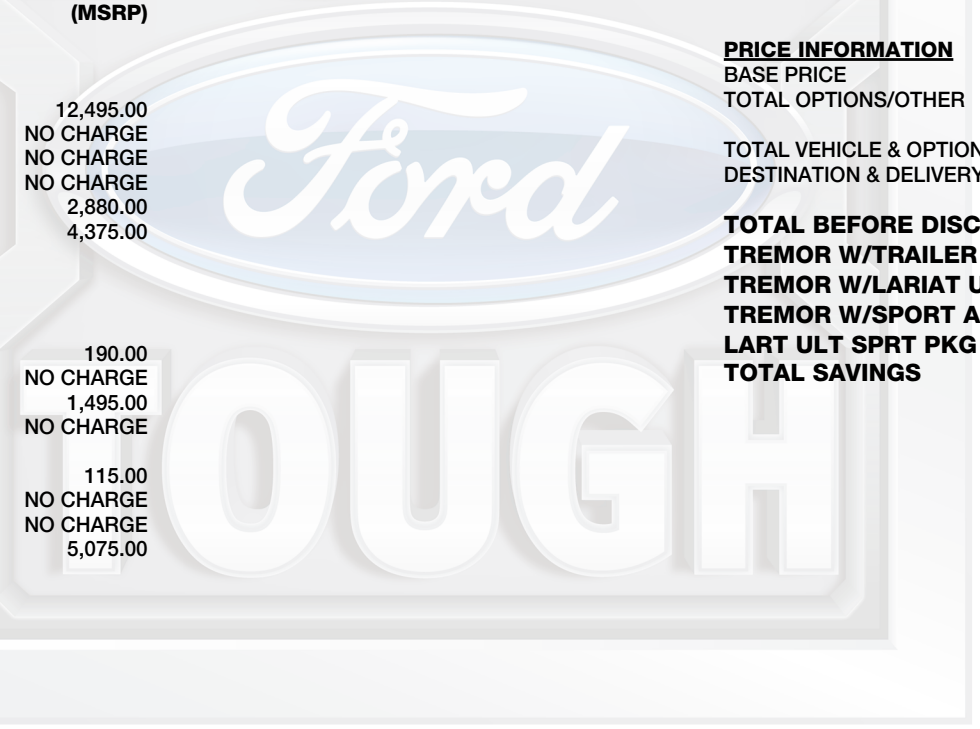 (MSRP)
12,495.00
NO CHARGE
NO CHARGE
NO CHARGE
2,880.00
4,375.00
190.00
NO CHARGE
1,495.00
NO CHARGE
115.00
NO CHARGE
NO CHARGE
5,075.00
PRICE INFORMATION
BASE PRICE
TOTAL OPTIONS/OTHER
TOTAL VEHICLE & OPTION
DESTINATION & DELIVERY
TOTAL BEFORE DISC
TREMOR W/TRAILER
TREMOR W/LARIAT U
TREMOR W/SPORT A
LART ULT SPRT PKG
TOTAL SAVINGS
Ford
TOUGH